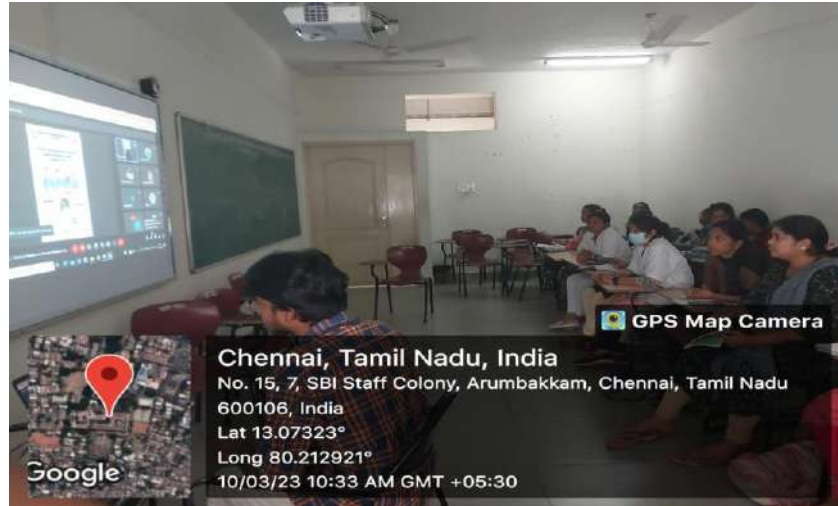 GPS Map Camera
Chennai, Tamil Nadu, India
No. 15, 7, SBI Staff Colony, Arumbakkam, Chennai, Tamil Nadu
600106, India
Lat 13.07323°
Long 80.212921°
10/03/23 10:33 AM GMT +05:30
Google